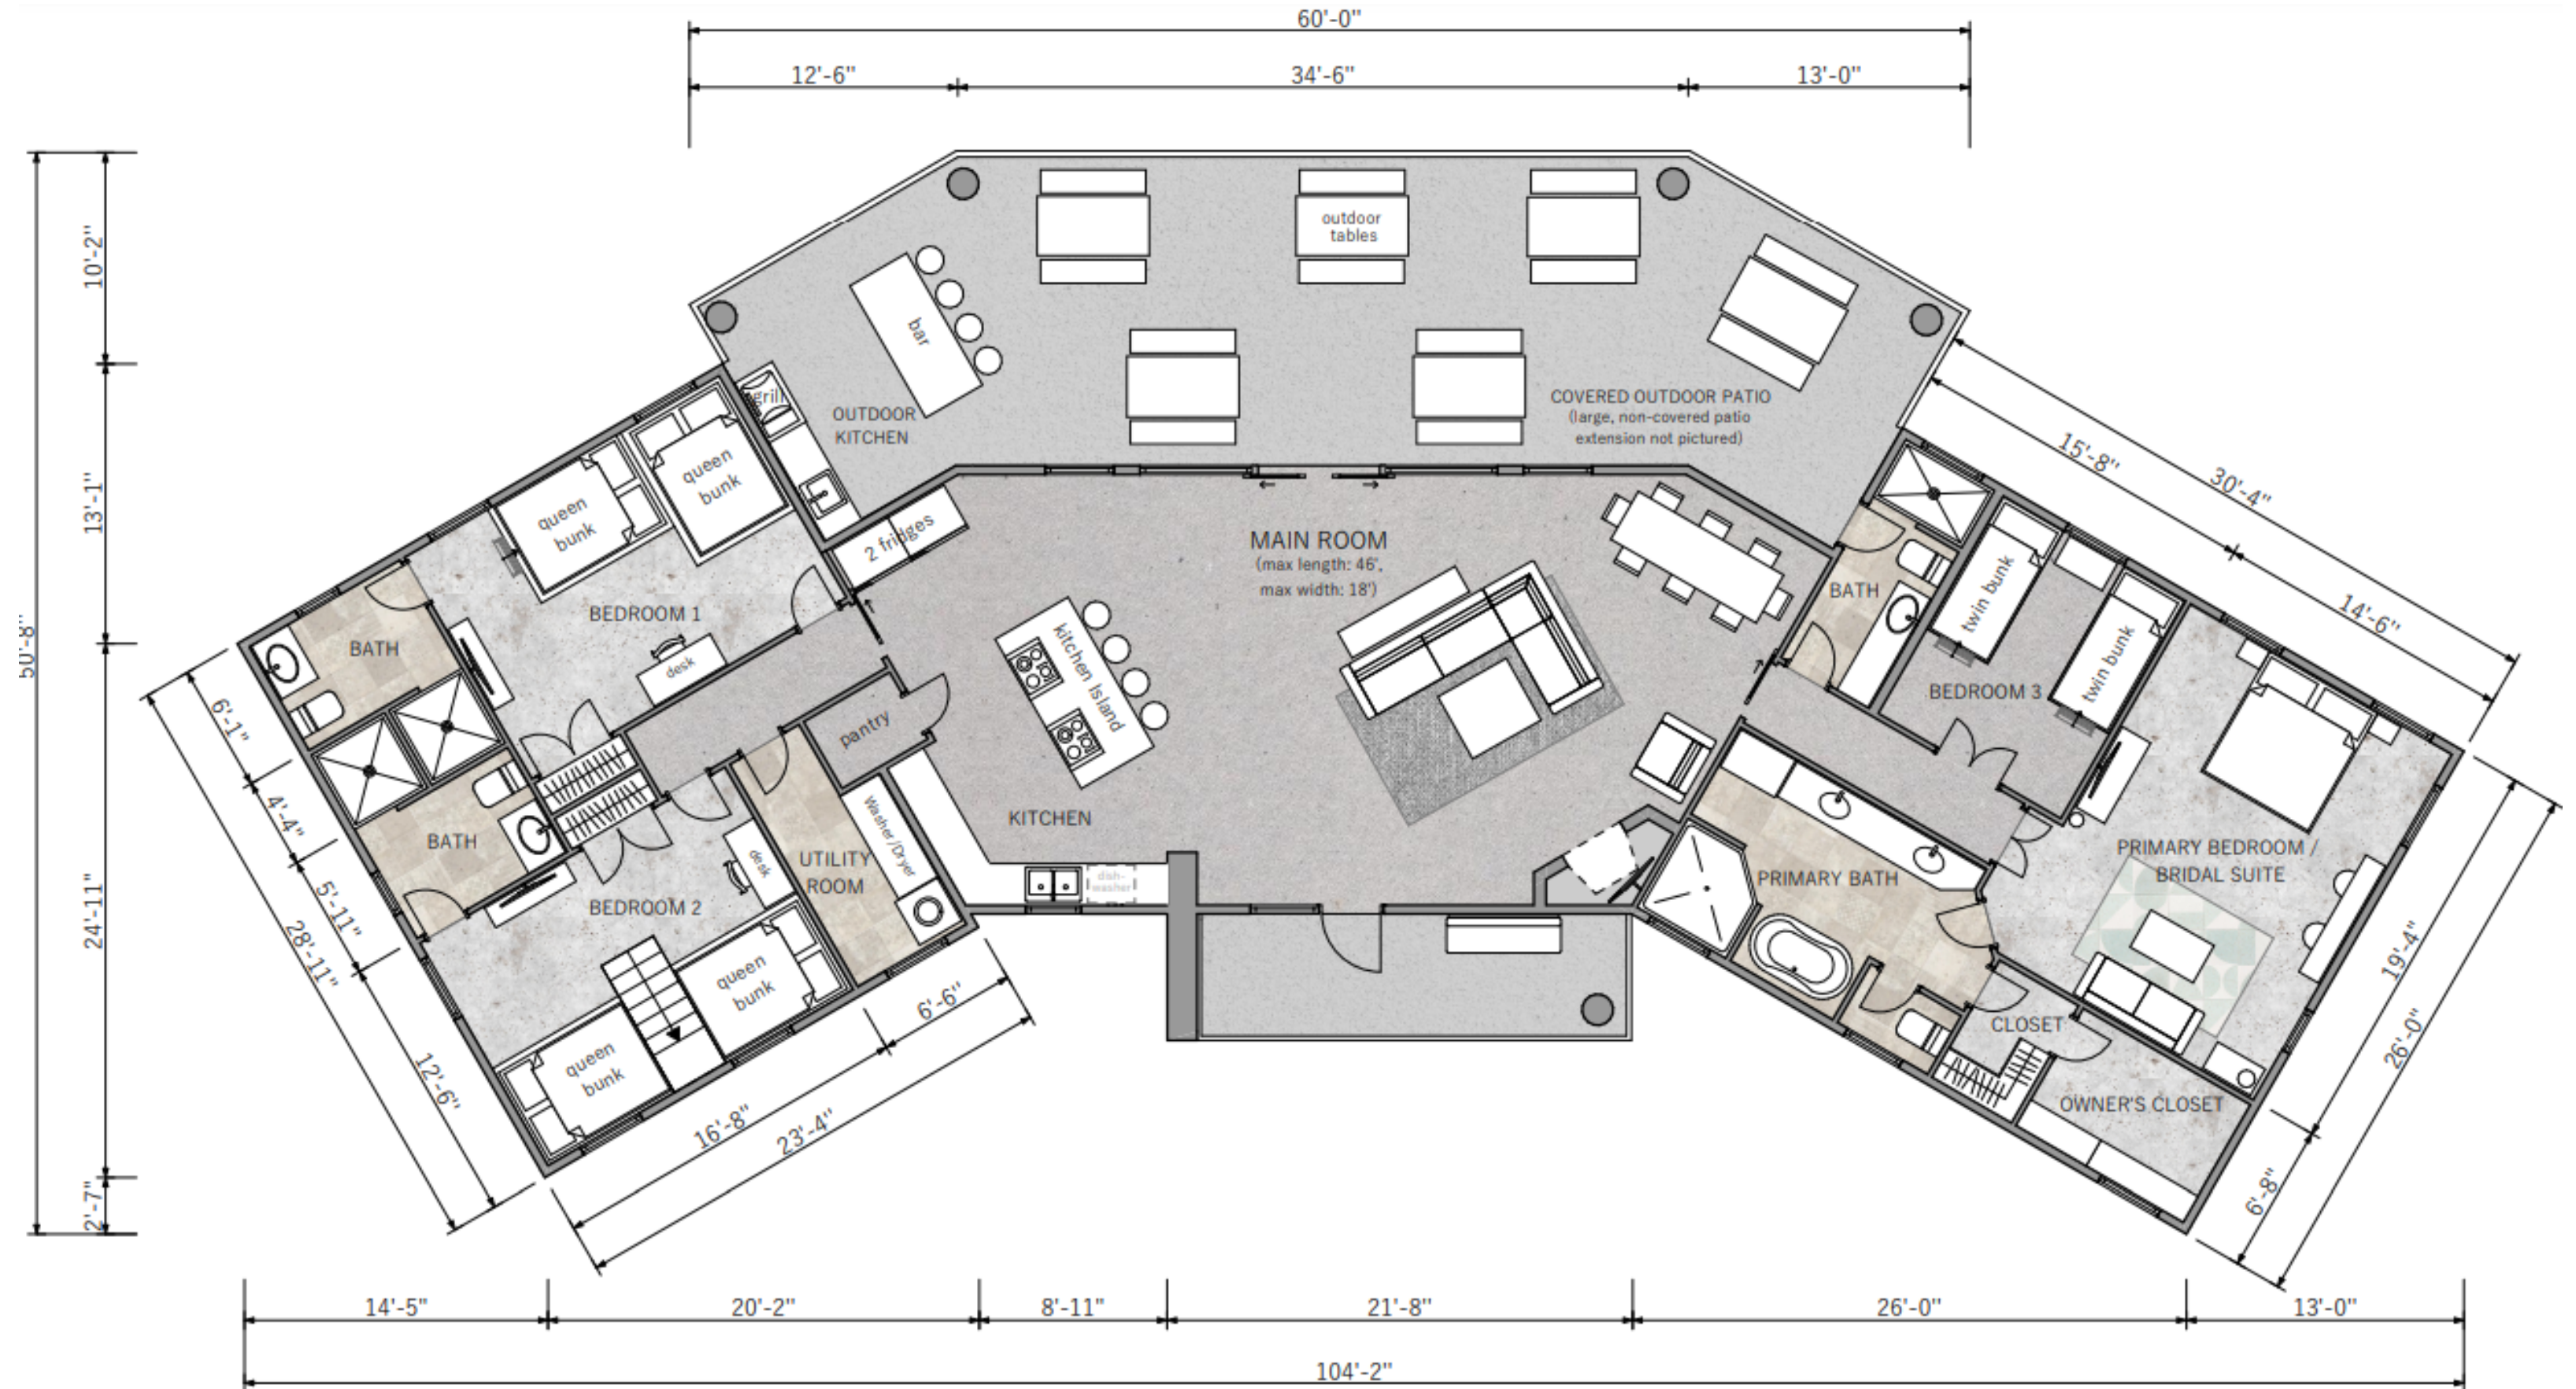 60'-0"
12'-6"
34'-6"
13'-0"
10'-2"
13'-1"
50'-8"
24'-11"
2'-7"
outdoor
tables
bar
grill
OUTDOOR
KITCHEN
COVERED OUTDOOR PATIO
(large, non-covered patio
extension not pictured)
15'-8"
30'-4"
14'-6"
queen
bunk
queen
bunk
2 fridges
MAIN ROOM
(max length: 46',
max width: 18')
BEDROOM 1
BATH
desk
kitchen Island
pantry
BATH
twin bunk
twin bunk
BEDROOM 3
6'-1"
4'-4"
5'-11"
28'-11"
12'-6"
BATH
BEDROOM 2
desk
UTILITY
ROOM
Washer/Dryer
KITCHEN
dish-
washer
PRIMARY BATH
PRIMARY BEDROOM /
BRIDAL SUITE
queen
bunk
queen
bunk
6'-6"
16'-8"
23'-4"
CLOSET
OWNER'S CLOSET
19'-4"
26'-0"
6'-8"
14'-5"
20'-2"
8'-11"
21'-8"
26'-0"
13'-0"
104'-2"